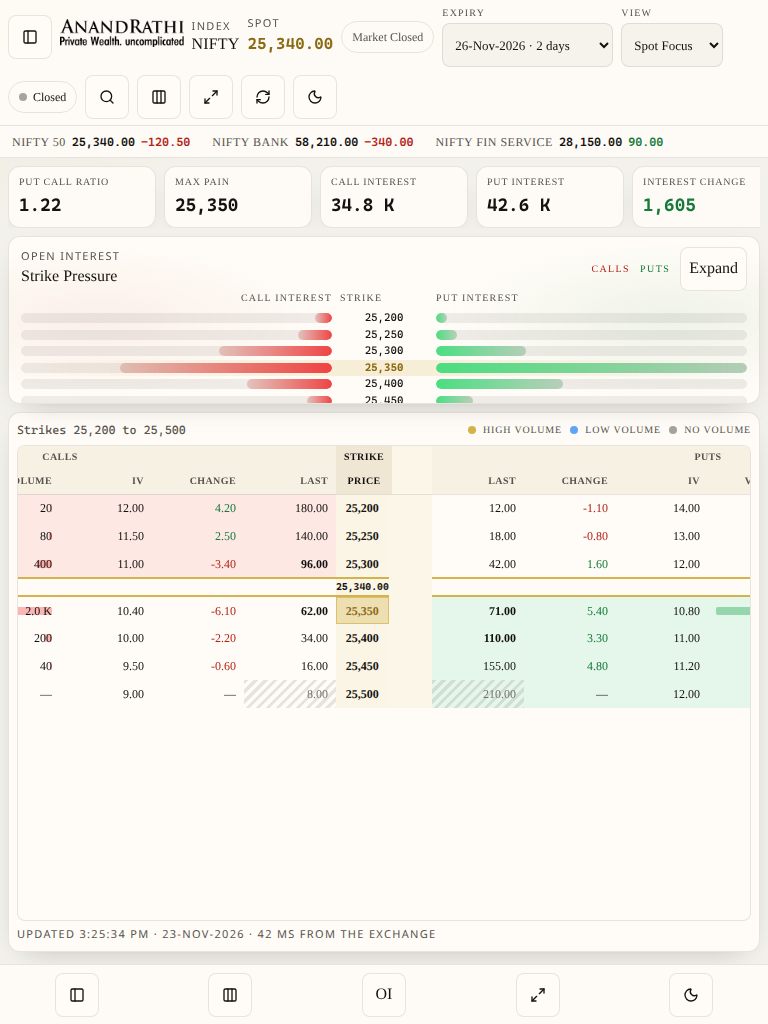 ANANDRATHI
Private Wealth. uncomplicated
INDEX
NIFTY
SPOT
25,340.00
Market Closed
EXPIRY
26-Nov-2026 · 2 days
VIEW
Spot Focus
Closed
NIFTY 50 25,340.00 −120.50 NIFTY BANK 58,210.00 −340.00 NIFTY FIN SERVICE 28,150.00 90.00
PUT CALL RATIO
1.22
MAX PAIN
25,350
CALL INTEREST
34.8 K
PUT INTEREST
42.6 K
INTEREST CHANGE
1,605
OPEN INTEREST
Strike Pressure
CALLS PUTS Expand
CALL INTEREST STRIKE PUT INTEREST
25,200
25,250
25,300
25,350
25,400
25,450
Strikes 25,200 to 25,500
HIGH VOLUME LOW VOLUME NO VOLUME
CALLS STRIKE PUTS
IV CHANGE LAST PRICE LAST CHANGE IV
20 12.00 4.20 180.00 25,200 12.00 -1.10 14.00
80 11.50 2.50 140.00 25,250 18.00 -0.80 13.00
400 11.00 -3.40 96.00 25,300 42.00 1.60 12.00
25,340.00
2.0 K 10.40 -6.10 62.00 25,350 71.00 5.40 10.80
200 10.00 -2.20 34.00 25,400 110.00 3.30 11.00
40 9.50 -0.60 16.00 25,450 155.00 4.80 11.20
— 9.00 — 8.00 25,500 210.00 — 12.00
UPDATED 3:25:34 PM · 23-NOV-2026 · 42 MS FROM THE EXCHANGE
OI